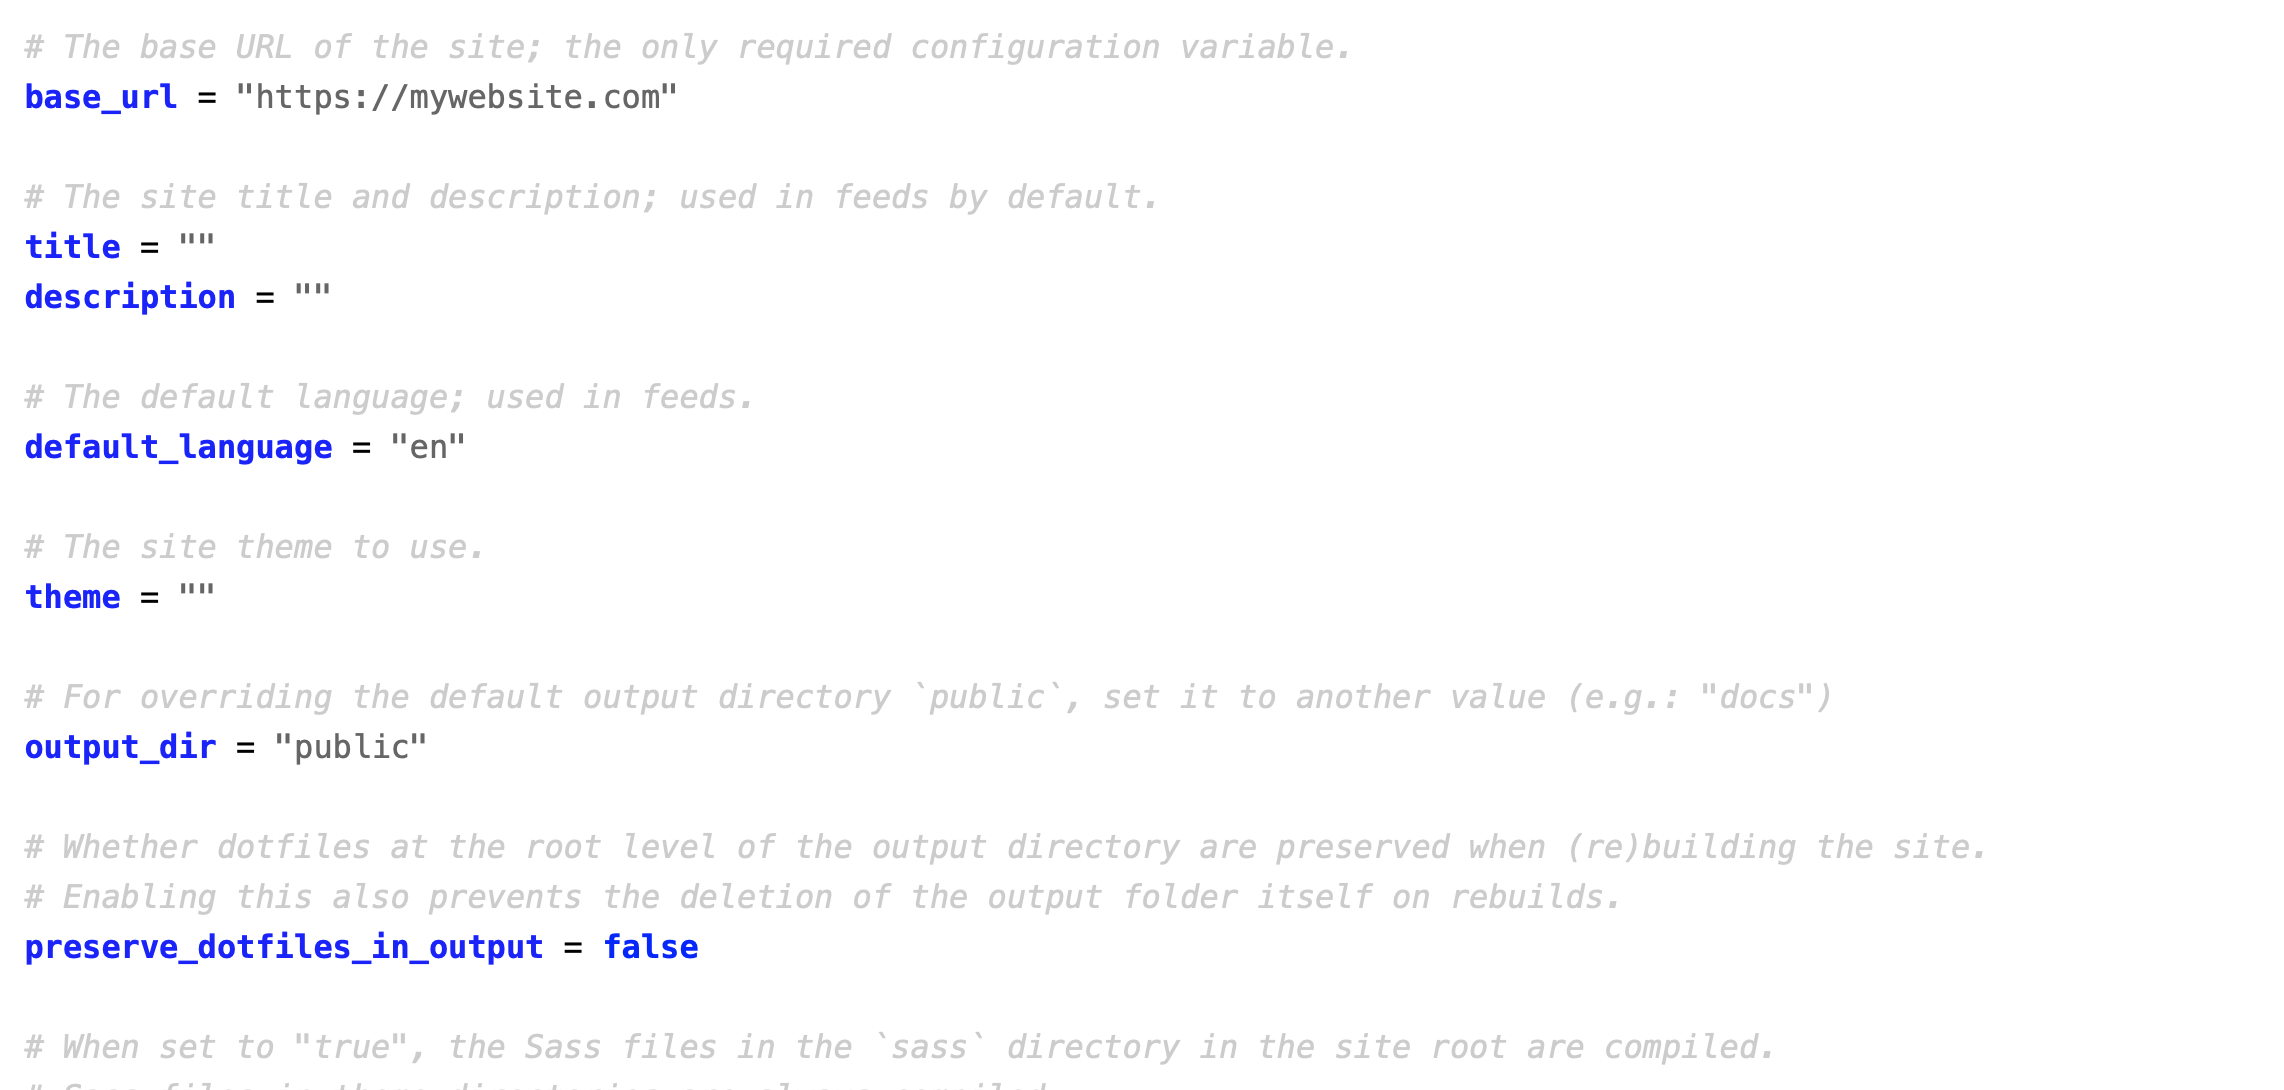 # The base URL of the site; the only required configuration variable.
base_url = "https://mywebsite.com"
# The site title and description; used in feeds by default.
title = ""
description = ""
# The default language; used in feeds.
default_language = "en"
# The site theme to use.
theme = ""
# For overriding the default output directory `public`, set it to another value (e.g.: "docs")
output_dir = "public"
# Whether dotfiles at the root level of the output directory are preserved when (re)building the site.
# Enabling this also prevents the deletion of the output folder itself on rebuilds.
preserve_dotfiles_in_output = false
# When set to "true", the Sass files in the `sass` directory in the site root are compiled.